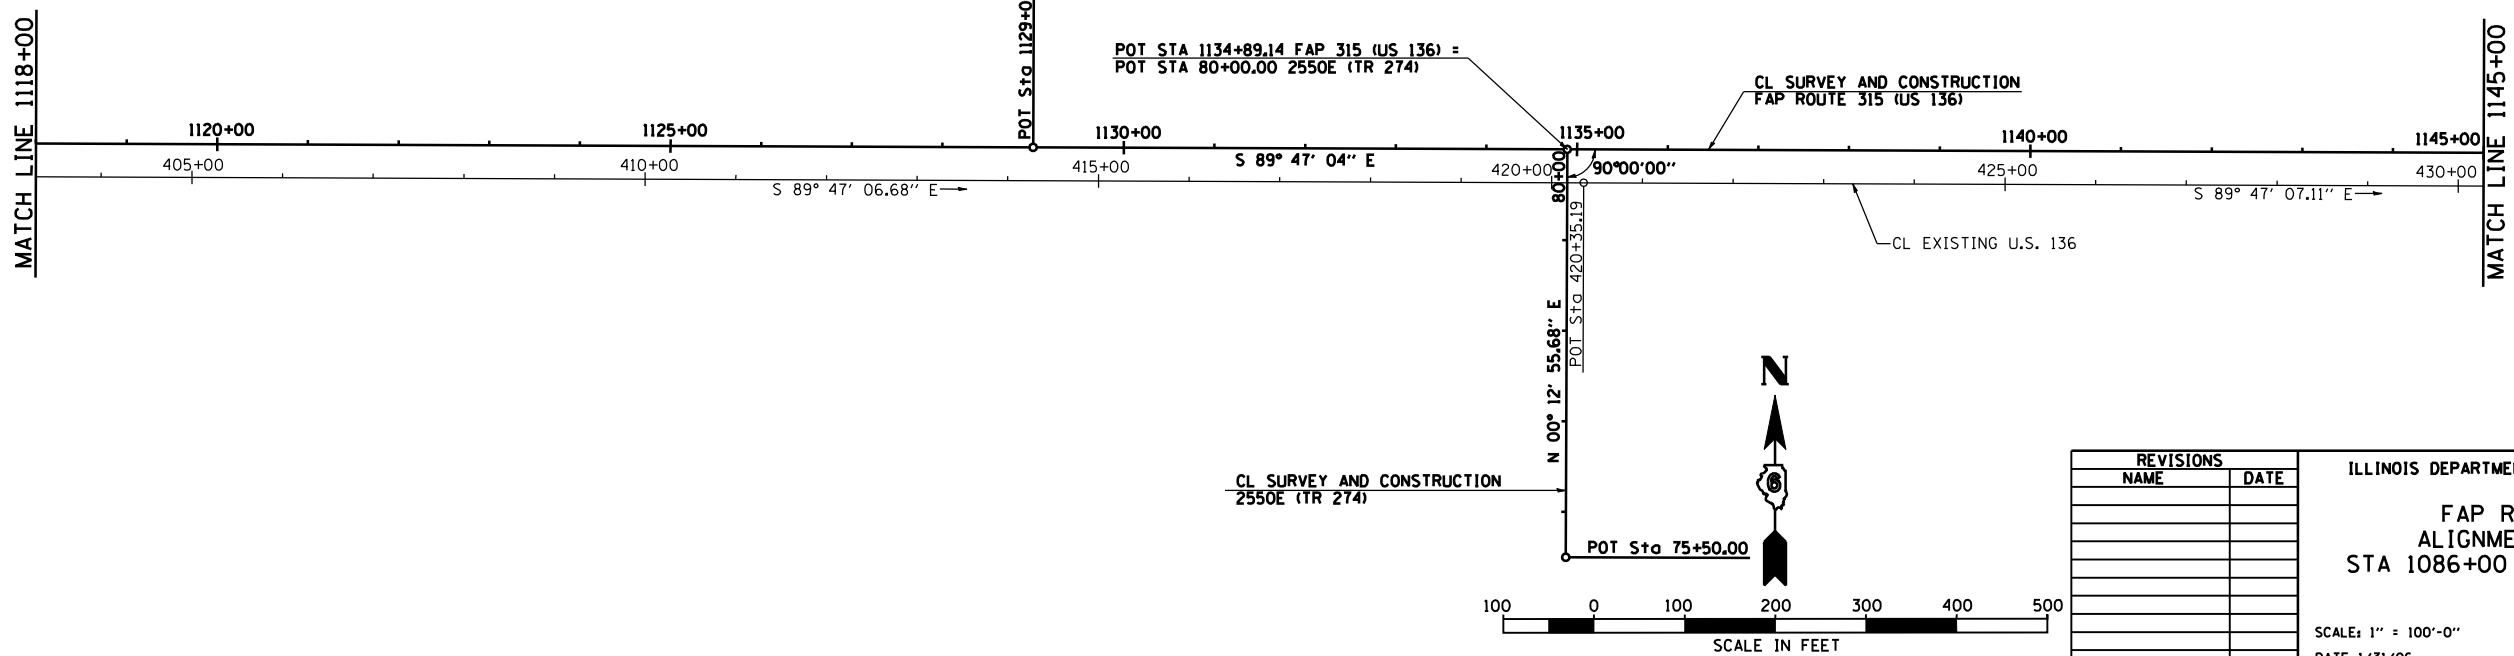 MATCH LINE 1118+00
POT Sta 1129+0
POT STA 1134+89.14 FAP 315 (US 136) =
POT STA 80+00.00 2550E (TR 274)
CL SURVEY AND CONSTRUCTION
FAP ROUTE 315 (US 136)
MATCH LINE 1145+00
1120+00
1125+00
1130+00
1135+00
1140+00
1145+00
S 89° 47' 04'' E
90°00'00''
405+00
410+00
415+00
420+00
425+00
430+00
S 89° 47' 06.68'' E
S 89° 47' 07.11'' E
80+00
POT Sta 420+35.19
CL EXISTING U.S. 136
N 00° 12' 55.68'' E
N
6
CL SURVEY AND CONSTRUCTION
2550E (TR 274)
POT Sta 75+50.00
100 0 100 200 300 400 500
SCALE IN FEET
REVISIONS
NAME DATE
ILLINOIS DEPARTME
FAP R
ALIGNME
STA 1086+00
SCALE: 1'' = 100'-0''